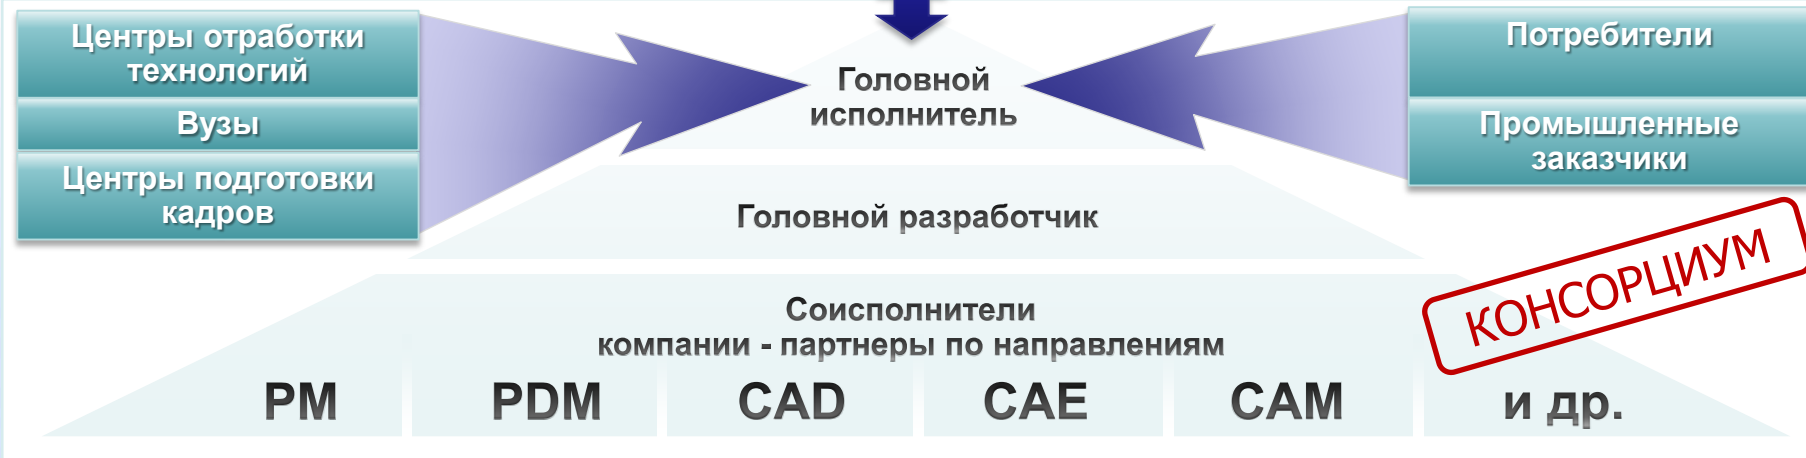 Центры отработки
технологий
Вузы
Центры подготовки
кадров
Головной
исполнитель
Потребители
Промышленные
заказчики
Головной разработчик
КОНСОРЦИУМ
Соисполнители
компании - партнеры по направлениям
PM
PDM
CAD
CAE
CAM
и др.